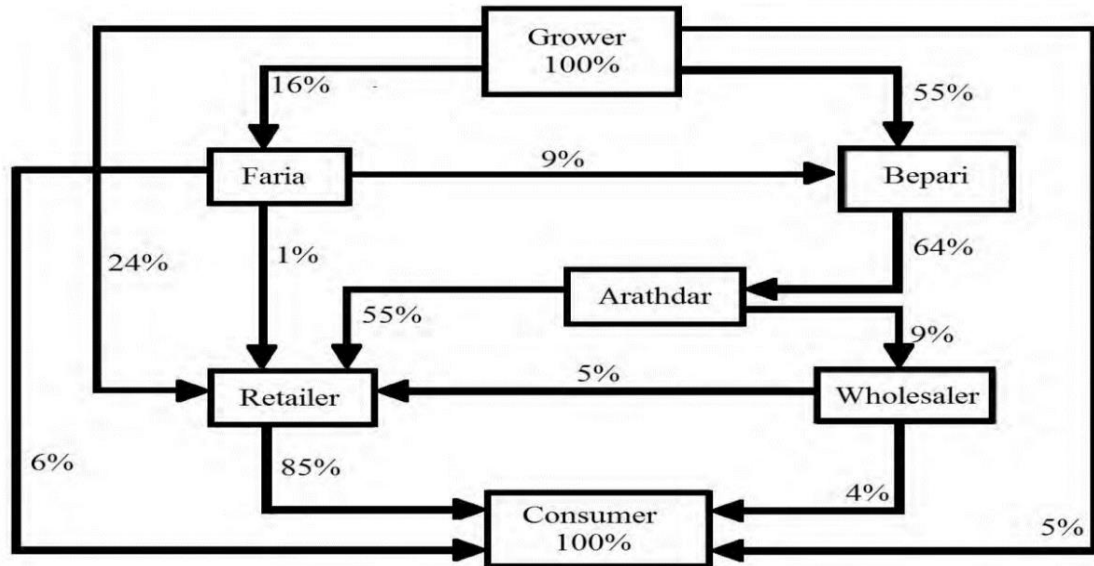 Grower
100%
16%
55%
Faria
9%
Bepari
24%
1%
64%
Arathdar
55%
9%
Retailer
5%
Wholesaler
6%
85%
4%
Consumer
100%
5%